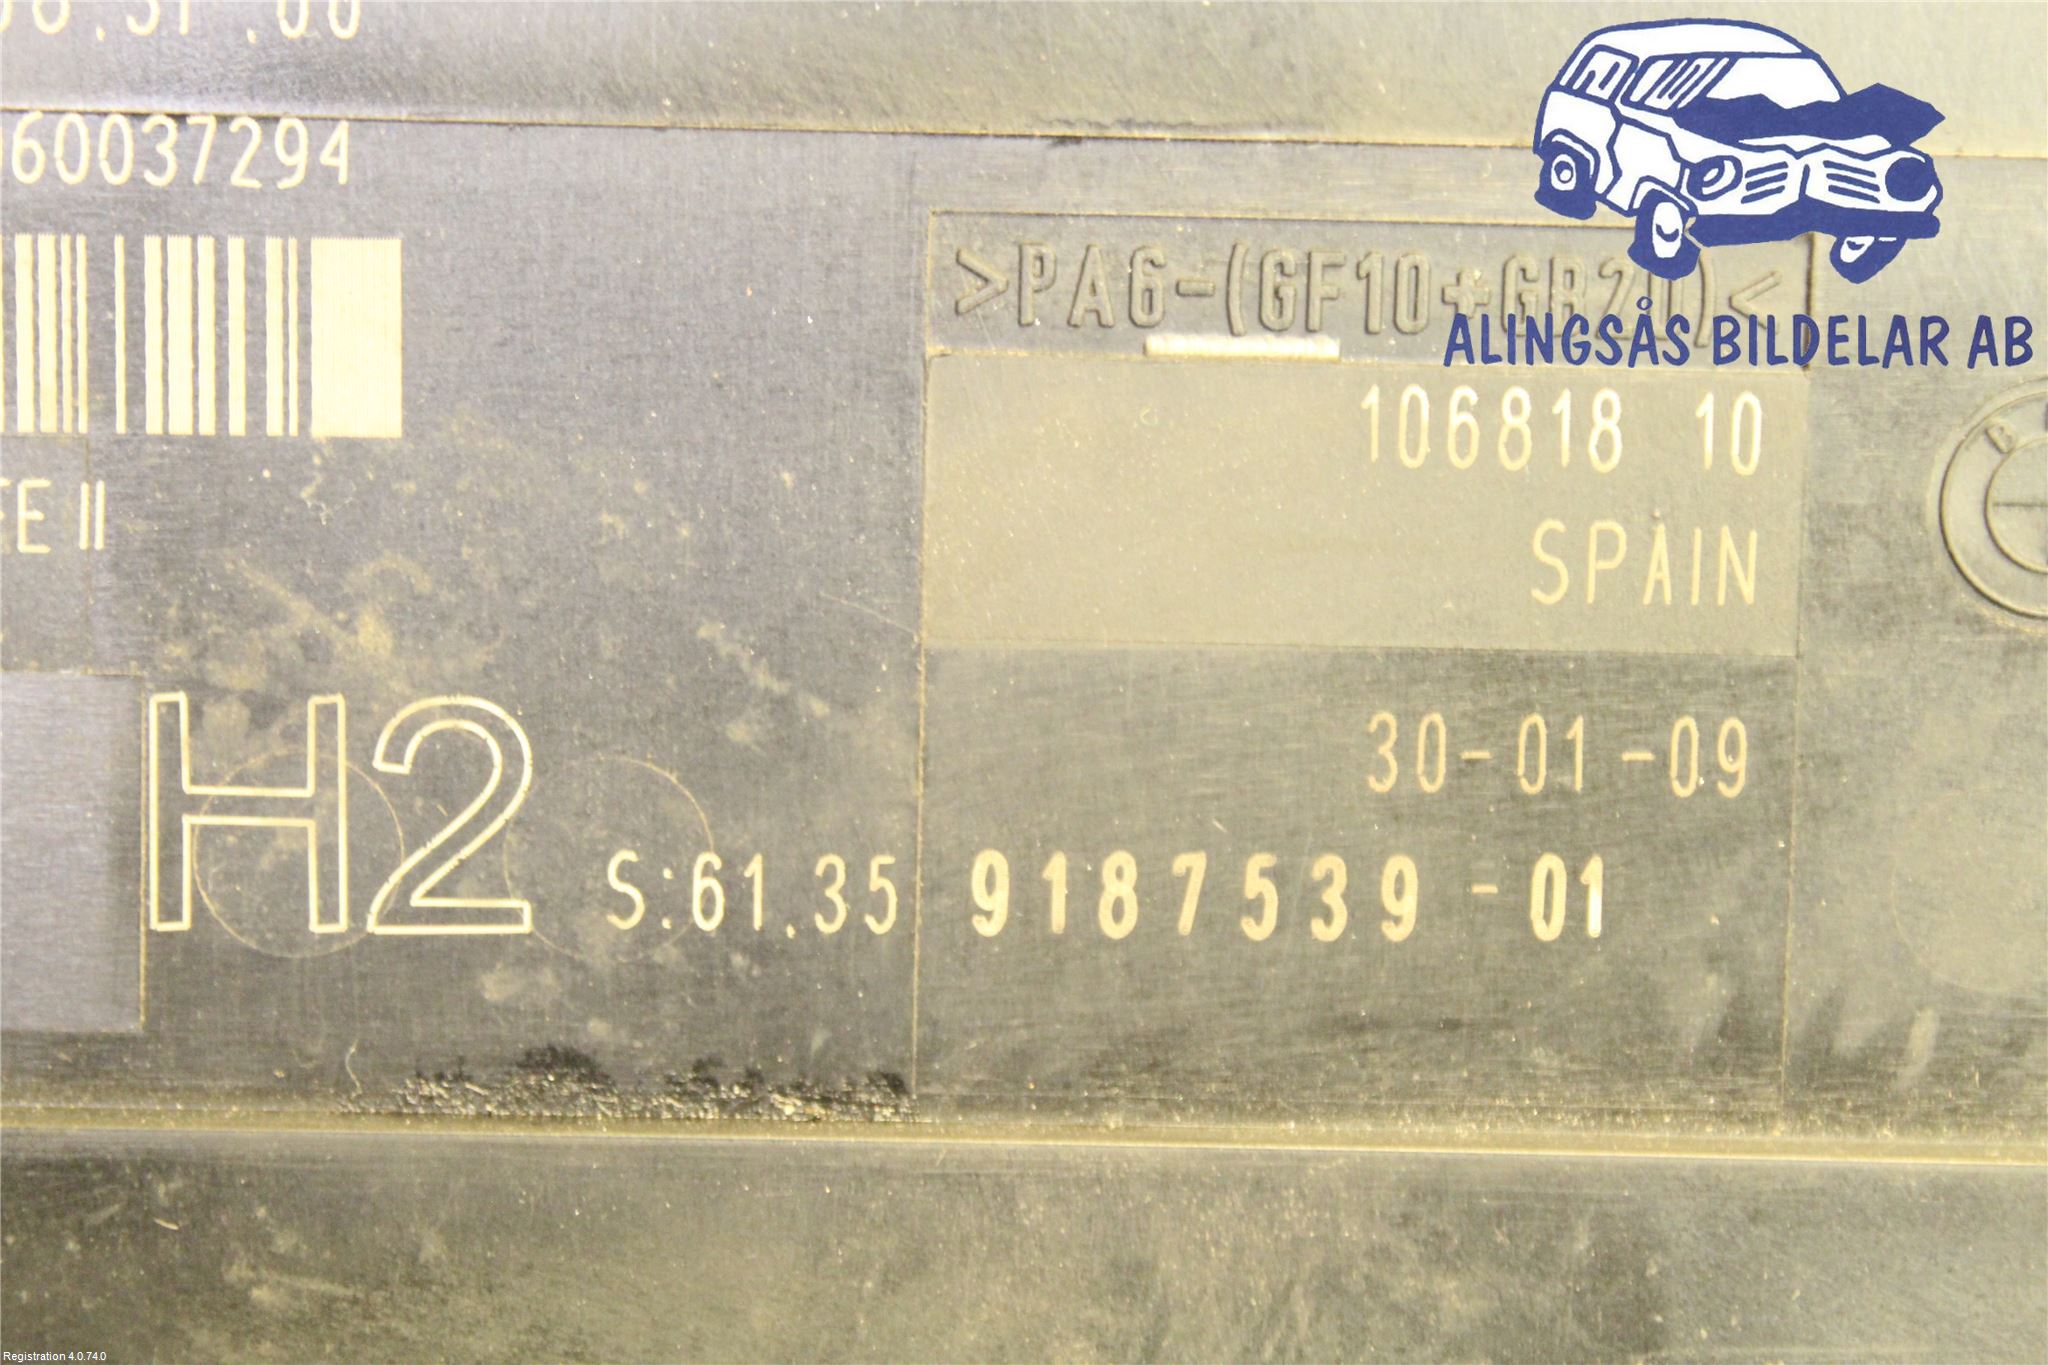 60037294
>PA6-(GF10+GB20)<
ALINGSÅS BILDELAR AB
106818 10
SPAIN
B
E II
30-01-09
H2
S:61.35 9187539-01
Registration 4.0.74.0